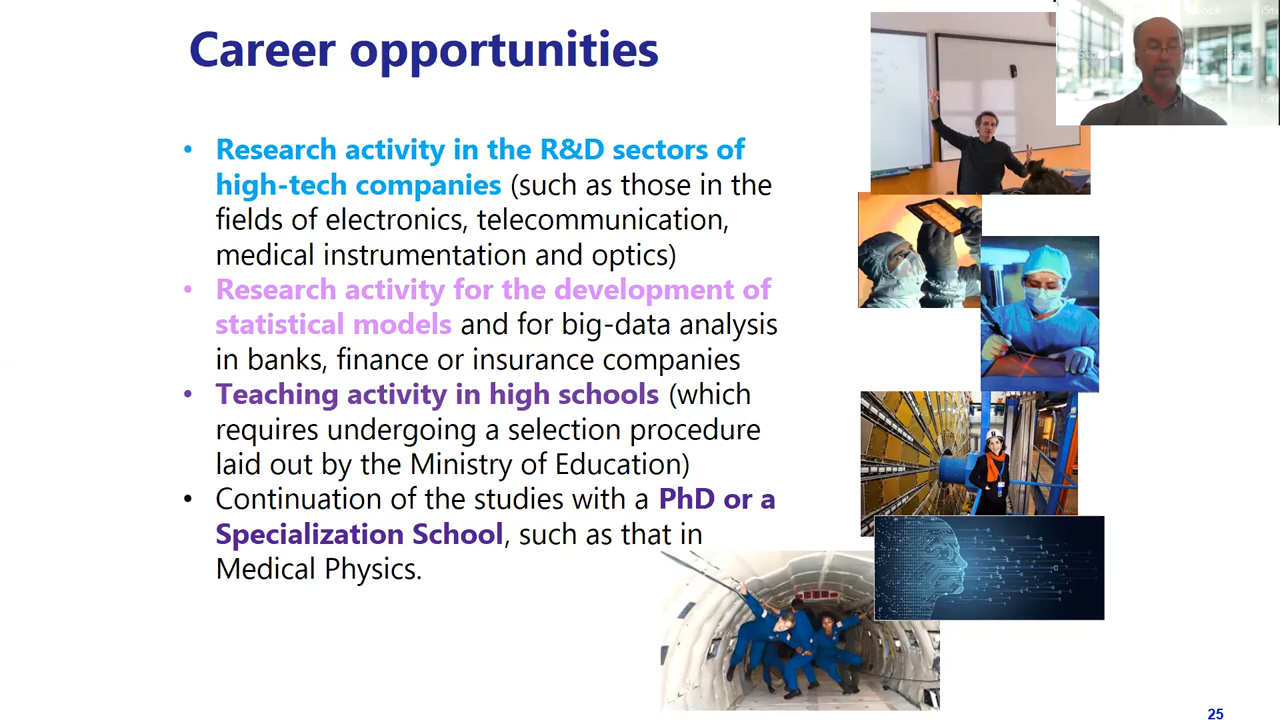 Career opportunities
• Research activity in the R&D sectors of
high-tech companies (such as those in the
fields of electronics, telecommunication,
medical instrumentation and optics)
• Research activity for the development of
statistical models and for big-data analysis
in banks, finance or insurance companies
• Teaching activity in high schools (which
requires undergoing a selection procedure
laid out by the Ministry of Education)
• Continuation of the studies with a PhD or a
Specialization School, such as that in
Medical Physics.
25